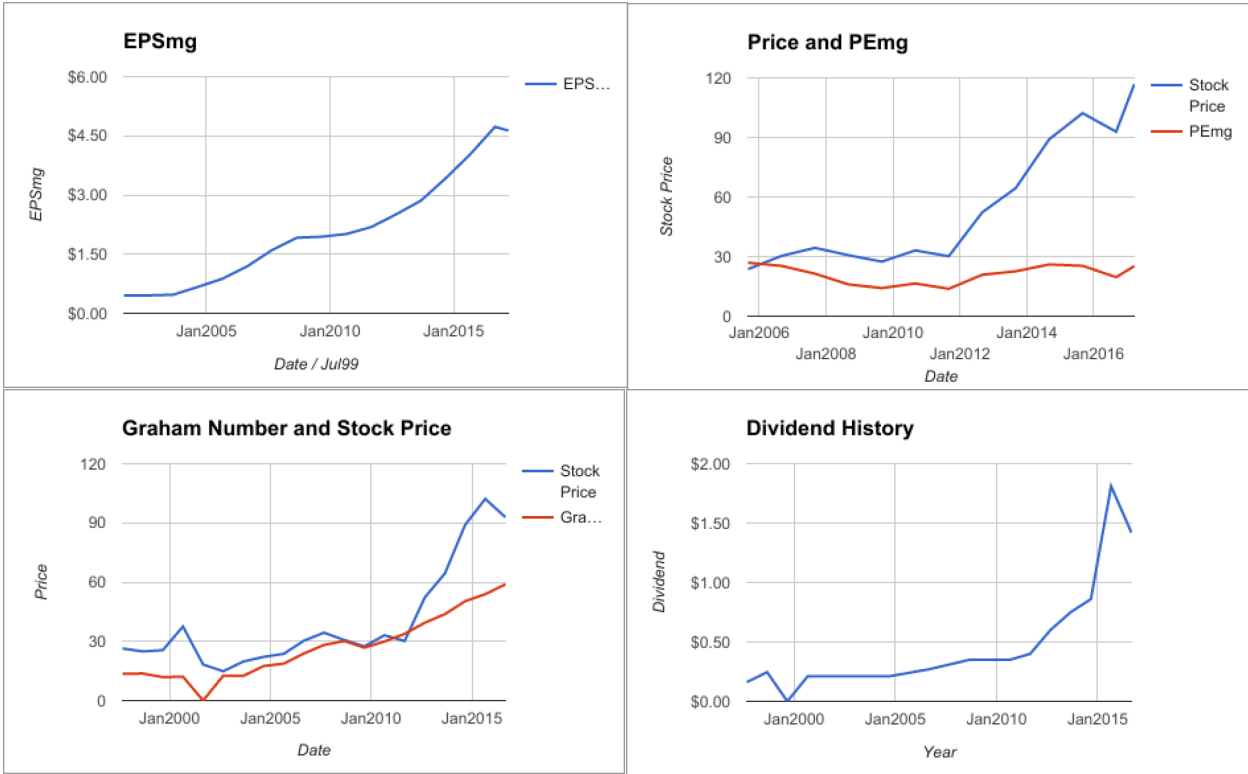 EPSmg
$6.00
$4.50
$3.00
$1.50
$0.00
EPSmg
Jan2005
Jan2010
Jan2015
Date / Jul99
EPS…
Price and PEmg
120
90
60
30
0
Stock Price
Jan2006
Jan2008
Jan2010
Jan2012
Jan2014
Jan2016
Date
Stock
Price
PEmg
Graham Number and Stock Price
120
90
60
30
0
Price
Jan2000
Jan2005
Jan2010
Jan2015
Date
Stock
Price
Gra…
Dividend History
$2.00
$1.50
$1.00
$0.50
$0.00
Dividend
Jan2000
Jan2005
Jan2010
Jan2015
Year